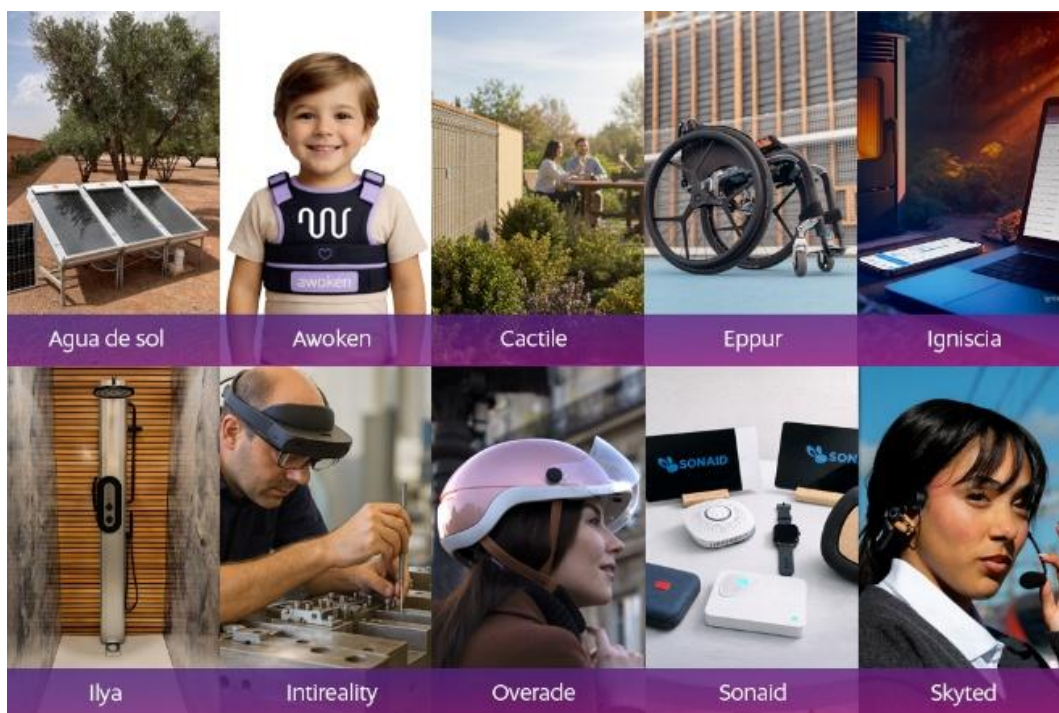 awoken
Agua de sol
Awoken
Cactile
Eppur
Igniscia
SONAID
SON
Ilya
Intireality
Overade
Sonaid
Skyted